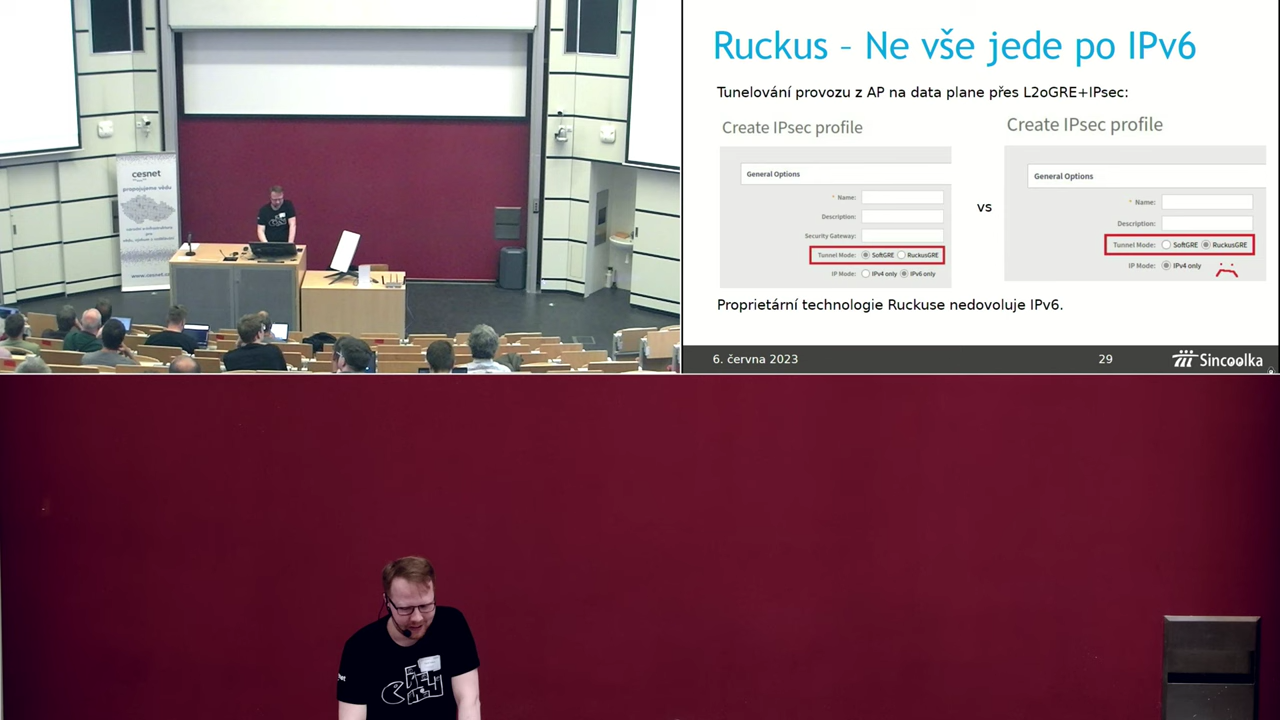 cesnet
propojujeme vědu
www.cesnet.cz
Ruckus – Ne vše jede po IPv6
Tunelování provozu z AP na data plane přes L2oGRE+IPsec:
Create IPsec profile
General Options
* Name:
Description:
Security Gateway:
Tunnel Mode: SoftGRE RuckusGRE
IP Mode: IPv4 only IPv6 only
vs
Create IPsec profile
General Options
* Name:
Description:
Tunnel Mode: SoftGRE RuckusGRE
IP Mode: IPv4 only
Proprietární technologie Ruckuse nedovoluje IPv6.
6. června 2023
29
Sincoolka